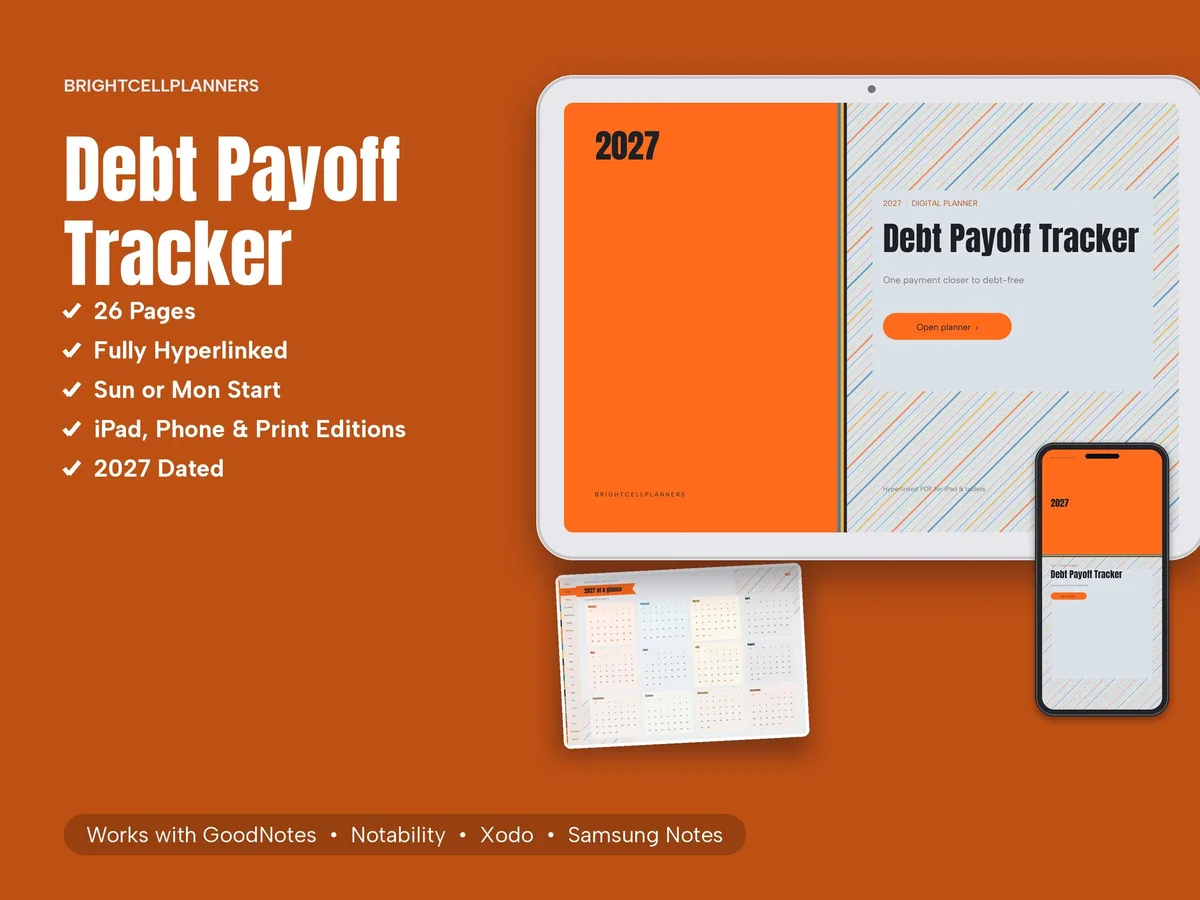 BRIGHTCELLPLANNERS
Debt Payoff
Tracker
26 Pages
Fully Hyperlinked
Sun or Mon Start
iPad, Phone & Print Editions
2027 Dated
2027
BRIGHTCELLPLANNERS
2027 · DIGITAL PLANNER
Debt Payoff Tracker
One payment closer to debt-free
Open planner ›
Hyperlinked PDF for iPad & tablets
2027
Debt Payoff Tracker
2027 at a glance
Works with GoodNotes • Notability • Xodo • Samsung Notes